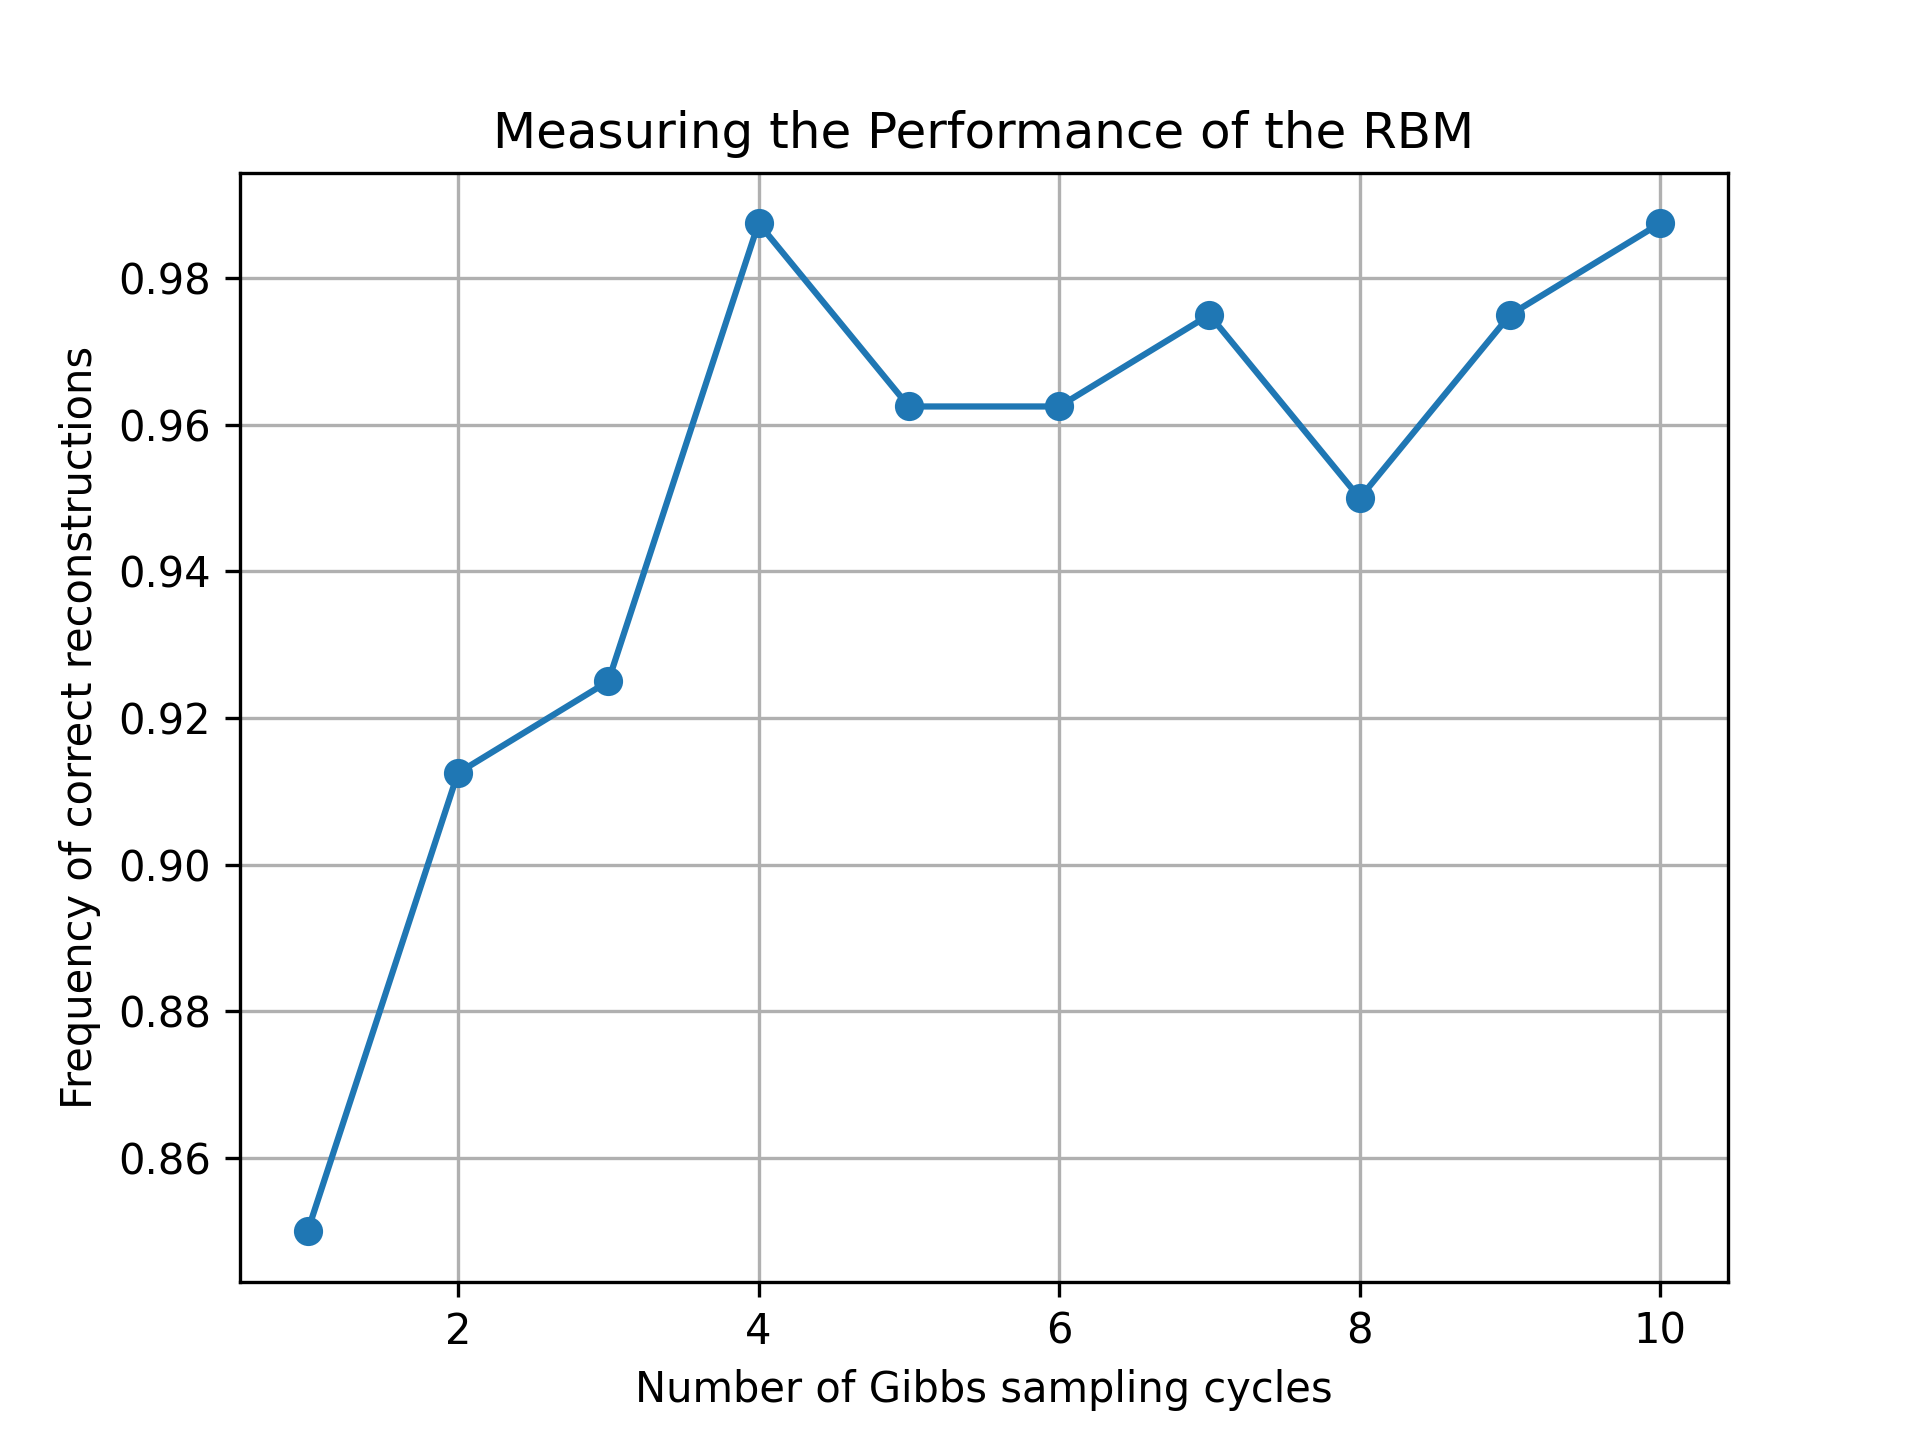 Measuring the Performance of the RBM
Frequency of correct reconstructions
0.98
0.96
0.94
0.92
0.90
0.88
0.86
2 4 6 8 10
Number of Gibbs sampling cycles